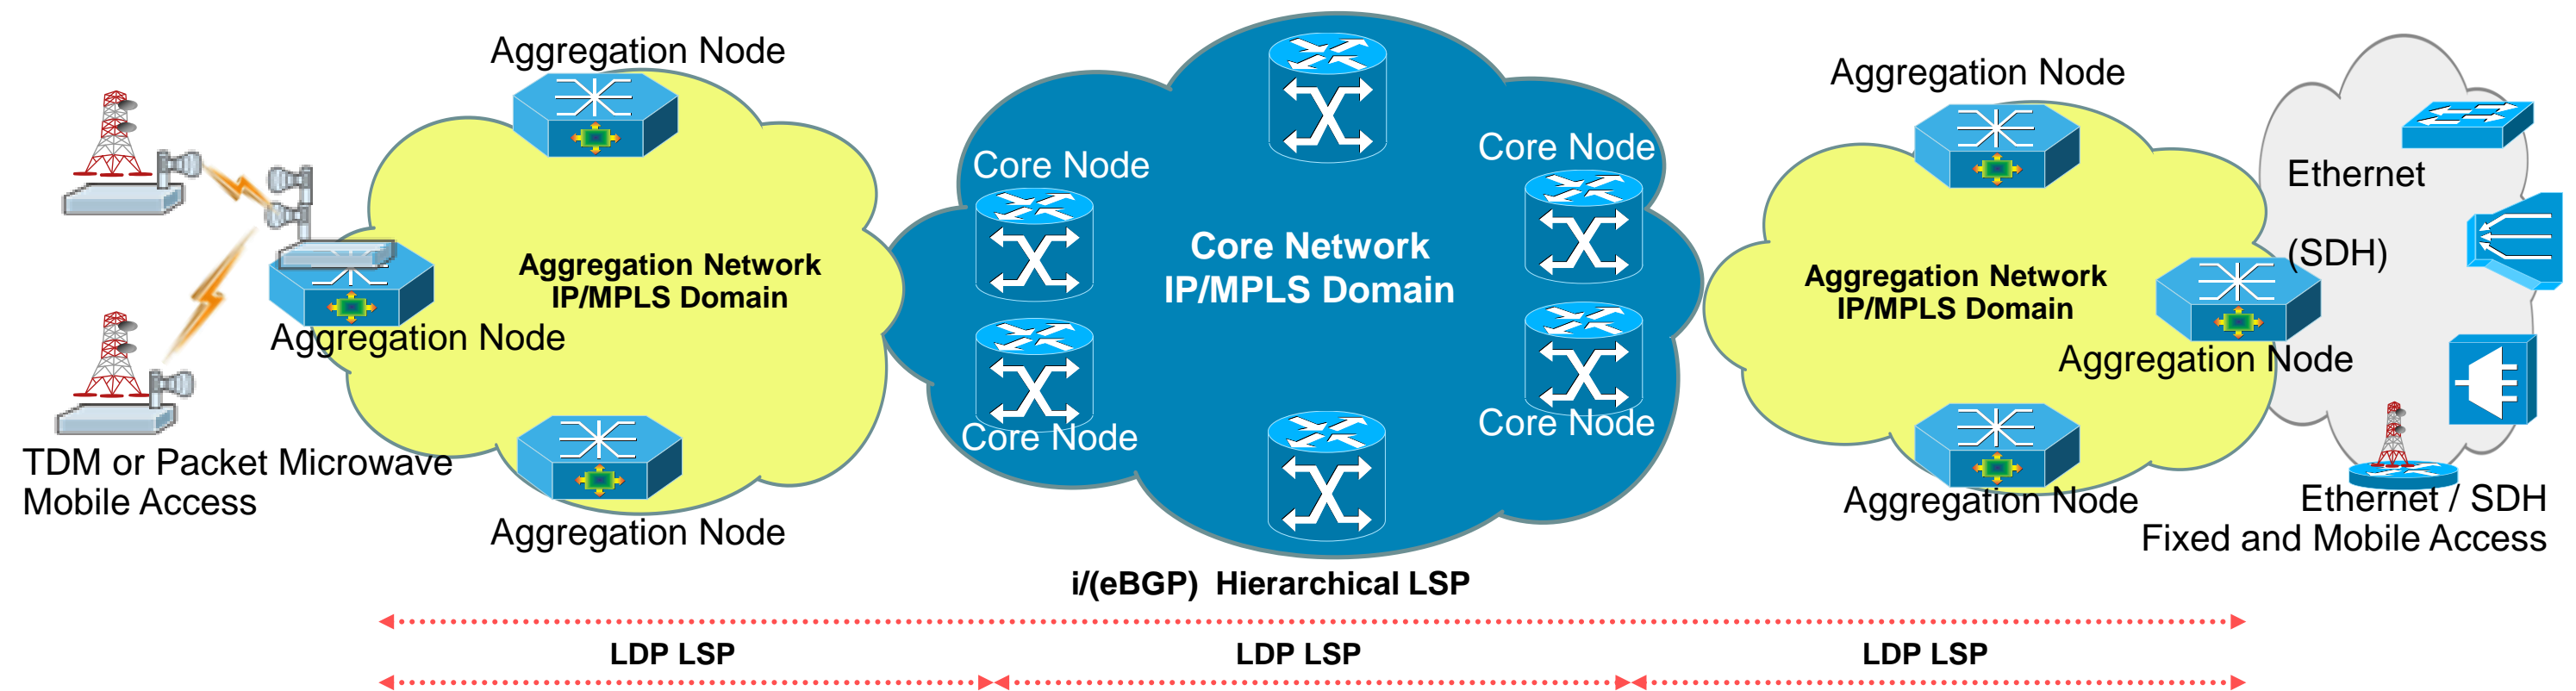 Aggregation Node
Aggregation Node
Core Node
Core Node
Ethernet
(SDH)
Aggregation Network
IP/MPLS Domain
Core Network
IP/MPLS Domain
Aggregation Network
IP/MPLS Domain
Aggregation Node
Aggregation Node
Core Node
Core Node
TDM or Packet Microwave
Mobile Access
Aggregation Node
Aggregation Node
Ethernet / SDH
Fixed and Mobile Access
i/(eBGP) Hierarchical LSP
LDP LSP
LDP LSP
LDP LSP